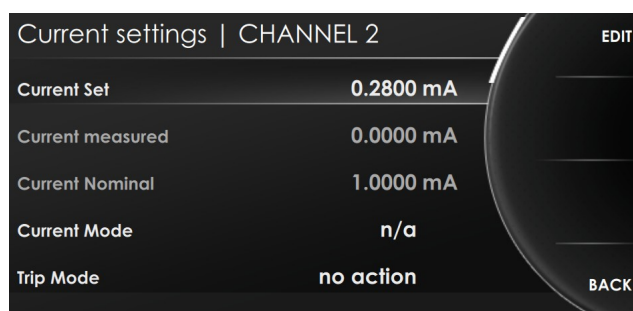 Current settings | CHANNEL 2
EDIT
Current Set 0.2800 mA
Current measured 0.0000 mA
Current Nominal 1.0000 mA
Current Mode n/a
Trip Mode no action
BACK